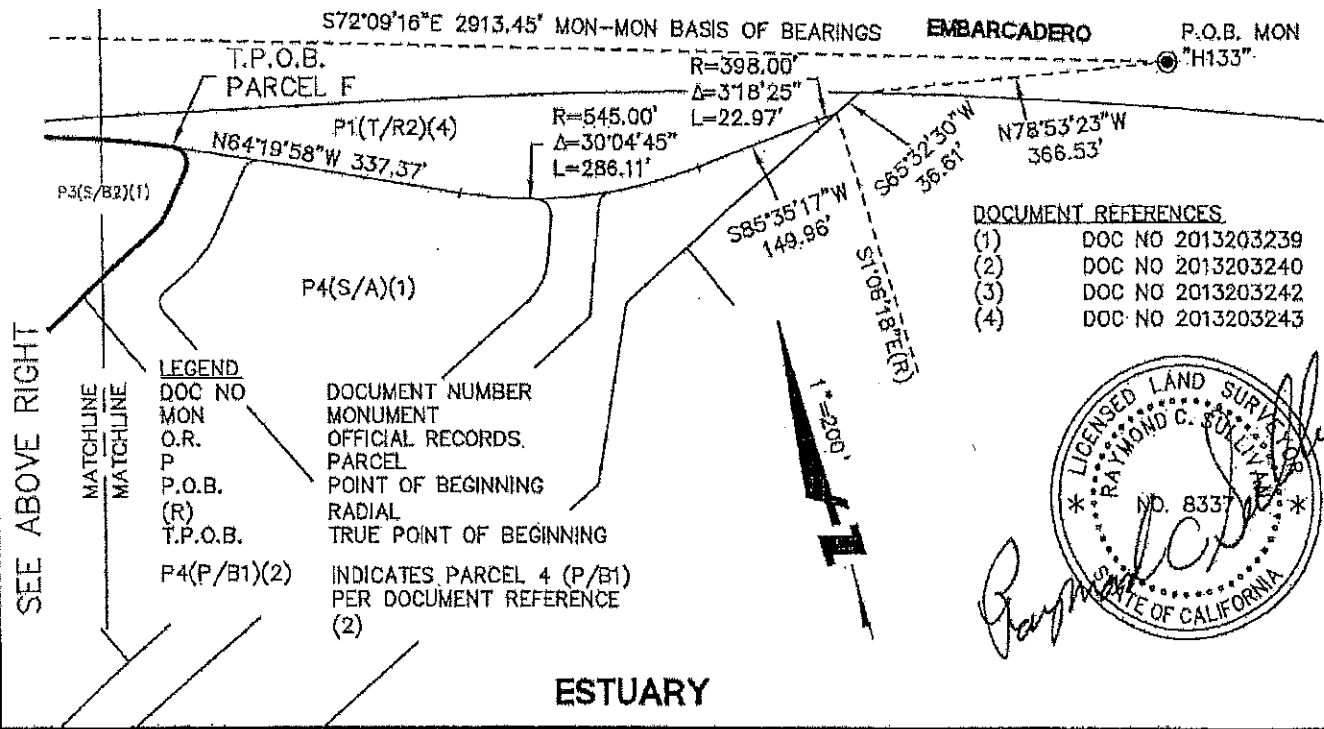 S72°09'16"E 2913.45' MON-MON BASIS OF BEARINGS
EMBARCADERO
P.O.B. MON
"H133"
T.P.O.B.
PARCEL F
R=398.00'
Δ=3°18'25"
L=22.97'
P1(T/R2)(4)
R=545.00'
Δ=30°04'45"
L=286.11'
N64°19'58"W 337.37'
P3(S/B2)(1)
S65°32'30"W
36.61'
N78°53'23"W
366.53'
S85°35'17"W
149.96'
S1°06'18"E(R)
P4(S/A)(1)
DOCUMENT REFERENCES
(1) DOC NO 2013203239
(2) DOC NO 2013203240
(3) DOC NO 2013203242
(4) DOC NO 2013203243
SEE ABOVE RIGHT
MATCHLINE
MATCHLINE
LEGEND
DOC NO DOCUMENT NUMBER
MON MONUMENT
O.R. OFFICIAL RECORDS
P PARCEL
P.O.B. POINT OF BEGINNING
(R) RADIAL
T.P.O.B. TRUE POINT OF BEGINNING
P4(P/B1)(2) INDICATES PARCEL 4 (P/B1)
PER DOCUMENT REFERENCE
(2)
1"=200'
LICENSED LAND SURVEYOR
RAYMOND C. SULLIVAN
NO. 8337
STATE OF CALIFORNIA
Raymond C Sullivan
ESTUARY